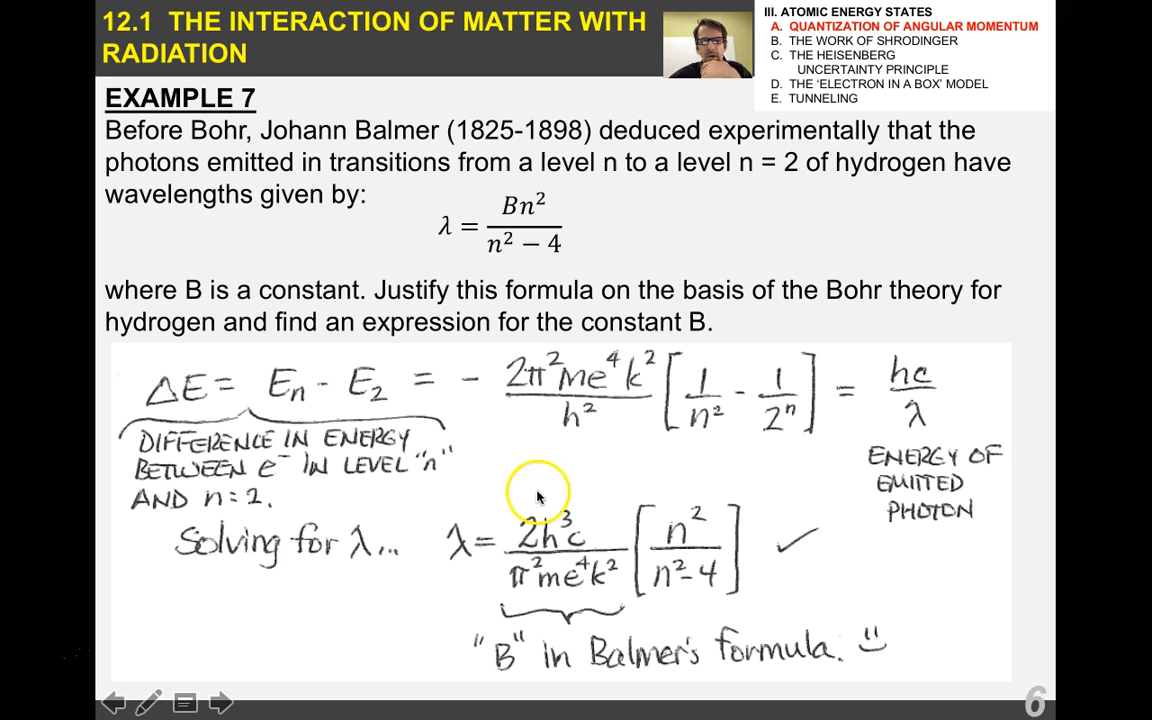 12.1 THE INTERACTION OF MATTER WITH
RADIATION
III. ATOMIC ENERGY STATES
A. QUANTIZATION OF ANGULAR MOMENTUM
B. THE WORK OF SHRODINGER
C. THE HEISENBERG
UNCERTAINTY PRINCIPLE
D. THE ‘ELECTRON IN A BOX’ MODEL
E. TUNNELING
EXAMPLE 7
Before Bohr, Johann Balmer (1825-1898) deduced experimentally that the
photons emitted in transitions from a level n to a level n = 2 of hydrogen have
wavelengths given by:
λ = Bn² / (n² − 4)
where B is a constant. Justify this formula on the basis of the Bohr theory for
hydrogen and find an expression for the constant B.
ΔE = En - E2 = - 2π²me⁴k² / h² [1/n² - 1/2ⁿ] = hc/λ
DIFFERENCE IN ENERGY
BETWEEN e⁻ IN LEVEL "n"
AND n=2.
ENERGY OF
EMITTED
PHOTON
Solving for λ... λ = 2h³c / π²me⁴k² [n² / n²-4] ✓
"B" in Balmer's formula. ü
6